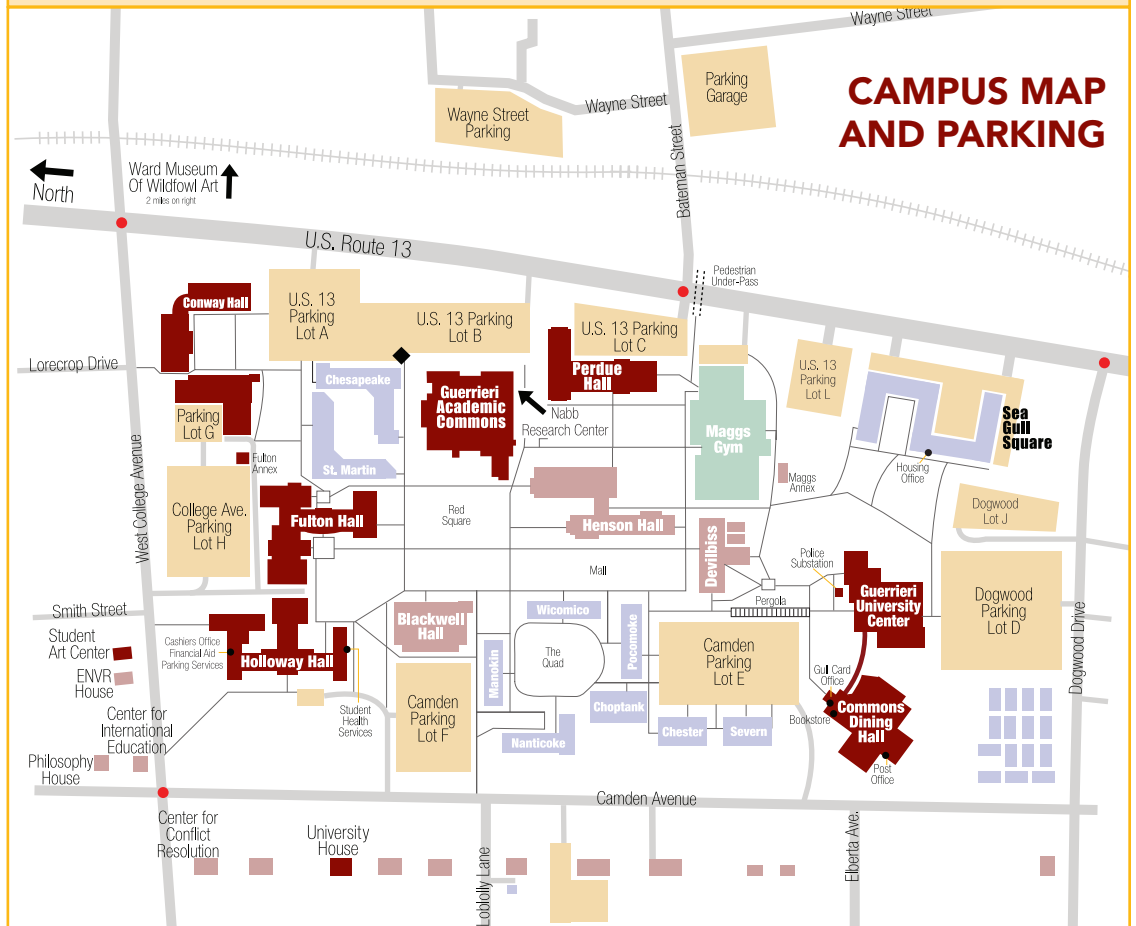 Wayne Street
CAMPUS MAP
AND PARKING
Parking
Garage
Wayne Street
Wayne Street
Parking
Bateman Street
North
Ward Museum
Of Wildfowl Art
2 miles on right
U.S. Route 13
Pedestrian
Under-Pass
Conway Hall
U.S. 13
Parking
Lot A
U.S. 13 Parking
Lot B
U.S. 13 Parking
Lot C
U.S. 13
Parking
Lot L
Lorecrop Drive
Chesapeake
Perdue
Hall
Guerrieri
Academic
Commons
Nabb
Research Center
Parking
Lot G
Maggs
Gym
Sea
Gull
Square
Fulton
Annex
St. Martin
Housing
Office
Maggs
Annex
West College Avenue
College Ave.
Parking
Lot H
Fulton Hall
Red
Square
Henson Hall
Dogwood
Lot J
Devilbiss
Police
Substation
Mall
Smith Street
Student
Art Center
ENVR
House
Cashiers Office
Financial Aid
Parking Services
Holloway Hall
Blackwell
Hall
Wicomico
Pergola
Guerrieri
University
Center
Dogwood
Parking
Lot D
Dogwood Drive
Manokin
The
Quad
Pocomoke
Camden
Parking
Lot E
Gull Card
Office
Center for
International
Education
Student
Health
Services
Camden
Parking
Lot F
Choptank
Bookstore
Commons
Dining
Hall
Nanticoke
Chester
Severn
Philosophy
House
Post
Office
Camden Avenue
Center for
Conflict
Resolution
University
House
Loblolly Lane
Elberta Ave.